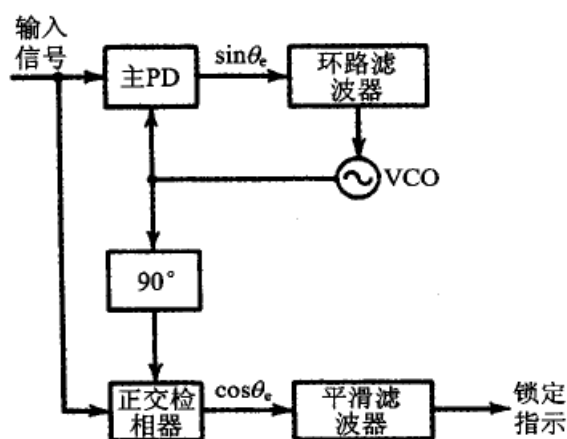 输入
信号
主PD
sinθe
环路滤
波器
VCO
90°
正交检
相器
cosθe
平滑滤
波器
锁定
指示